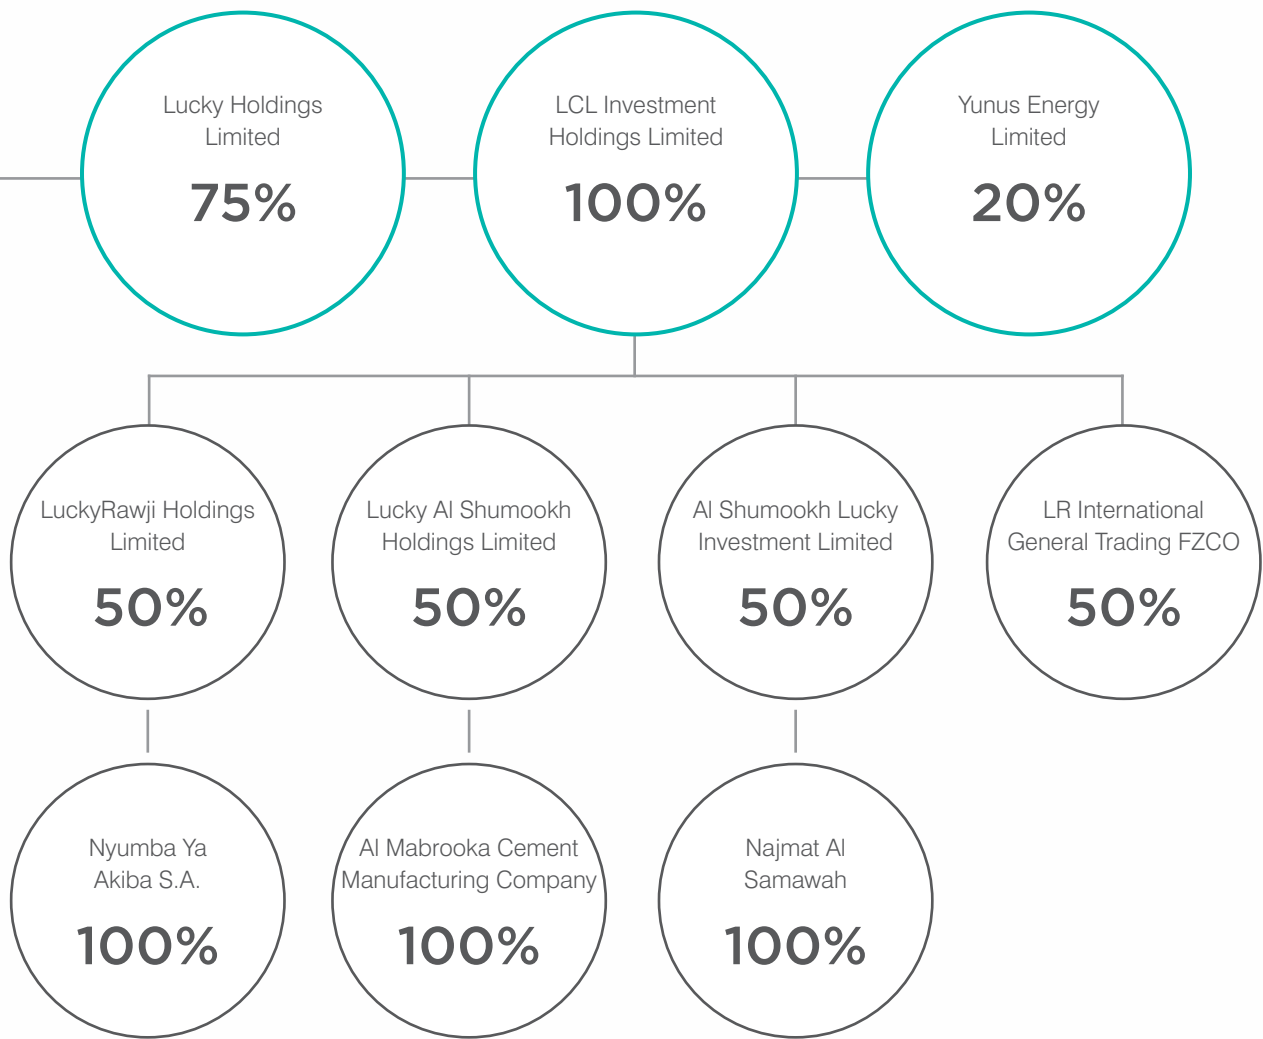 Lucky Holdings
Limited
75%
LCL Investment
Holdings Limited
100%
Yunus Energy
Limited
20%
LuckyRawji Holdings
Limited
50%
Lucky Al Shumookh
Holdings Limited
50%
Al Shumookh Lucky
Investment Limited
50%
LR International
General Trading FZCO
50%
Nyumba Ya
Akiba S.A.
100%
Al Mabrooka Cement
Manufacturing Company
100%
Najmat Al
Samawah
100%